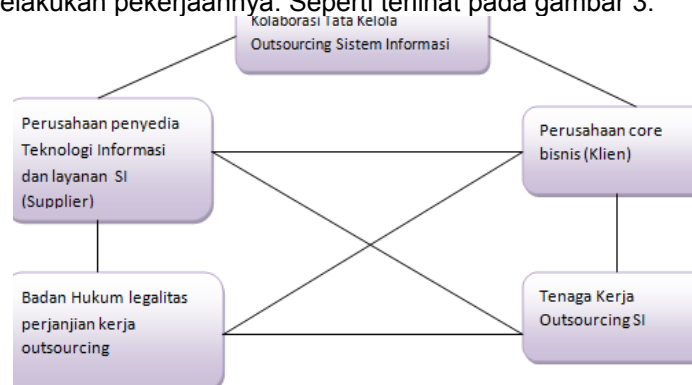 elakukan pekerjaannya. Seperti terlihat pada gambar 3.
Kolaborasi Tata Kelola
Outsourcing Sistem Informasi
Perusahaan penyedia
Teknologi Informasi
dan layanan SI
(Supplier)
Perusahaan core
bisnis (Klien)
Badan Hukum legalitas
perjanjian kerja
outsourcing
Tenaga Kerja
Outsourcing SI